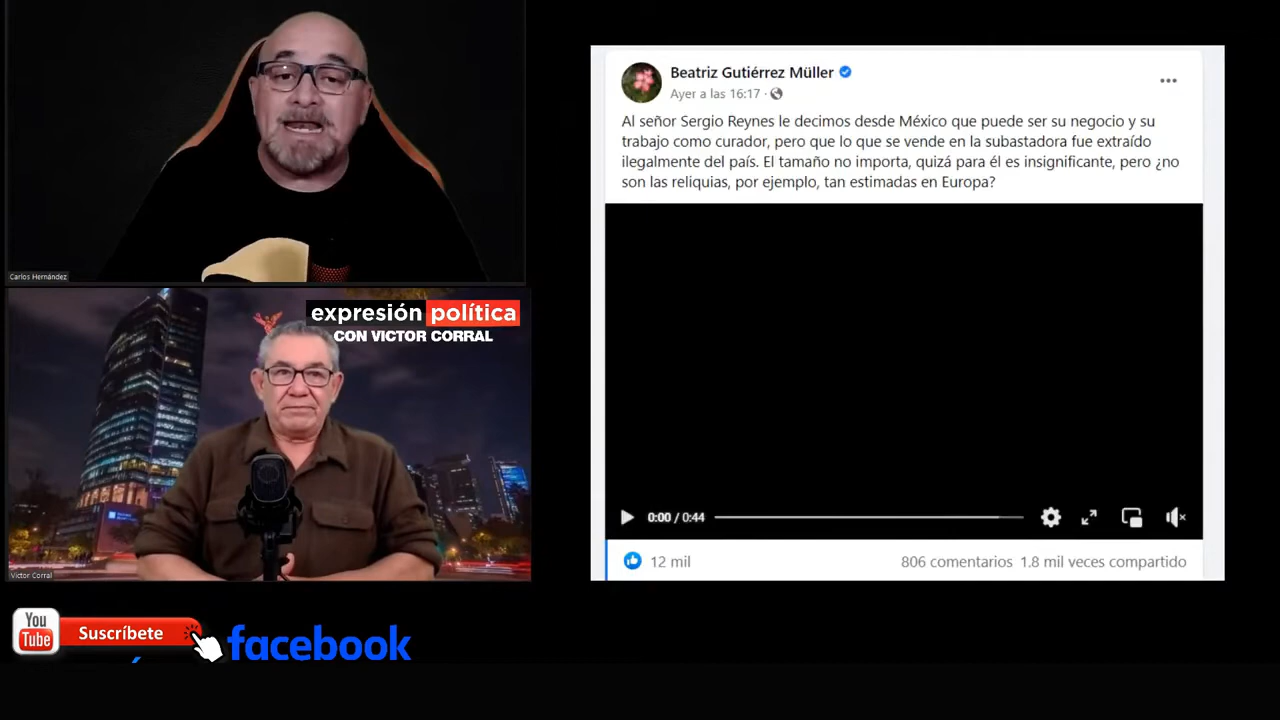 Carlos Hernández
expresión política
CON VICTOR CORRAL
Victor Corral
You
Tube
Suscríbete
facebook
Beatriz Gutiérrez Müller
Ayer a las 16:17 ·
Al señor Sergio Reynes le decimos desde México que puede ser su negocio y su
trabajo como curador, pero que lo que se vende en la subastadora fue extraído
ilegalmente del país. El tamaño no importa, quizá para él es insignificante, pero ¿no
son las reliquias, por ejemplo, tan estimadas en Europa?
0:00 / 0:44
12 mil
806 comentarios 1.8 mil veces compartido